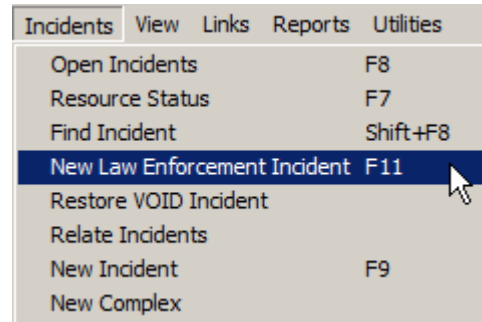 Incidents View Links Reports Utilities
Open Incidents F8
Resource Status F7
Find Incident Shift+F8
New Law Enforcement Incident F11
Restore VOID Incident
Relate Incidents
New Incident F9
New Complex